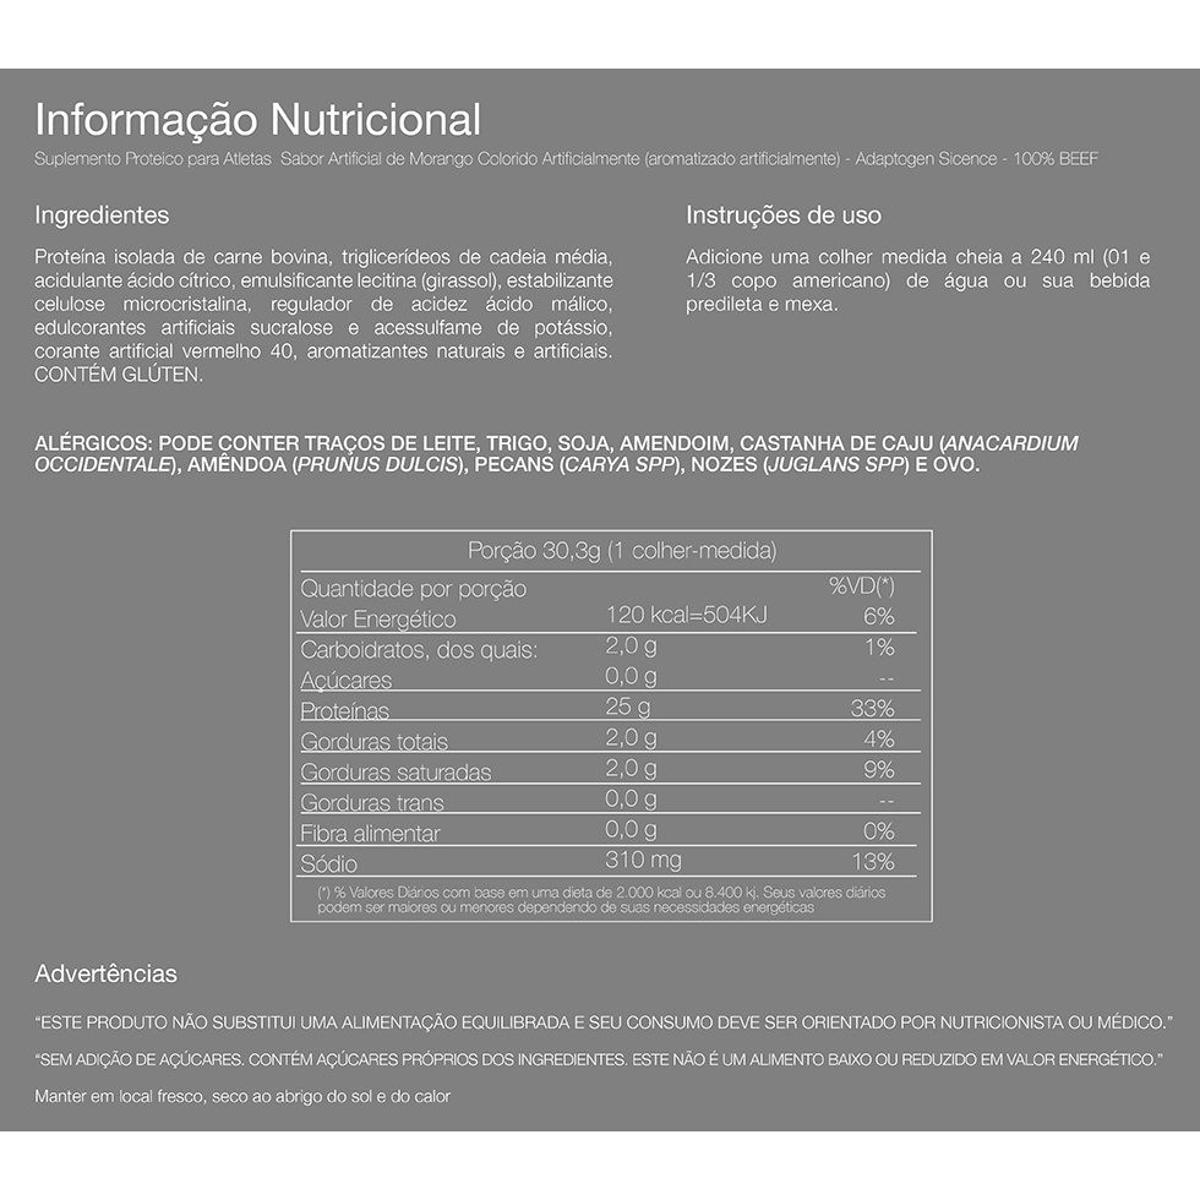 Informação Nutricional
Suplemento Proteico para Atletas Sabor Artificial de Morango Colorido Artificialmente (aromatizado artificialmente) - Adaptogen Sicence - 100% BEEF
Ingredientes
Proteína isolada de carne bovina, triglicerídeos de cadeia média,
acidulante ácido cítrico, emulsificante lecitina (girassol), estabilizante
celulose microcristalina, regulador de acidez ácido málico,
edulcorantes artificiais sucralose e acessulfame de potássio,
corante artificial vermelho 40, aromatizantes naturais e artificiais.
CONTÉM GLÚTEN.
Instruções de uso
Adicione uma colher medida cheia a 240 ml (01 e
1/3 copo americano) de água ou sua bebida
predileta e mexa.
ALÉRGICOS: PODE CONTER TRAÇOS DE LEITE, TRIGO, SOJA, AMENDOIM, CASTANHA DE CAJU (ANACARDIUM
OCCIDENTALE), AMÊNDOA (PRUNUS DULCIS), PECANS (CARYA SPP), NOZES (JUGLANS SPP) E OVO.
Porção 30,3g (1 colher-medida)
Quantidade por porção %VD(*)
Valor Energético 120 kcal=504KJ 6%
Carboidratos, dos quais: 2,0 g 1%
Açúcares 0,0 g --
Proteínas 25 g 33%
Gorduras totais 2,0 g 4%
Gorduras saturadas 2,0 g 9%
Gorduras trans 0,0 g --
Fibra alimentar 0,0 g 0%
Sódio 310 mg 13%
(*) % Valores Diários com base em uma dieta de 2.000 kcal ou 8.400 kj. Seus valores diários
podem ser maiores ou menores dependendo de suas necessidades energéticas
Advertências
“ESTE PRODUTO NÃO SUBSTITUI UMA ALIMENTAÇÃO EQUILIBRADA E SEU CONSUMO DEVE SER ORIENTADO POR NUTRICIONISTA OU MÉDICO.”
“SEM ADIÇÃO DE AÇÚCARES. CONTÉM AÇÚCARES PRÓPRIOS DOS INGREDIENTES. ESTE NÃO É UM ALIMENTO BAIXO OU REDUZIDO EM VALOR ENERGÉTICO.”
Manter em local fresco, seco ao abrigo do sol e do calor